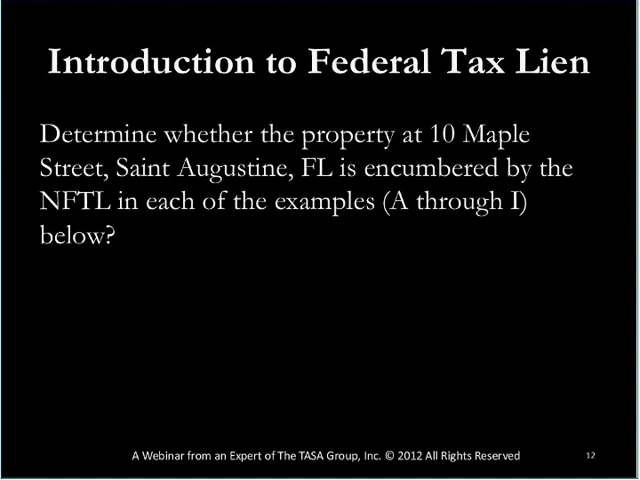 Introduction to Federal Tax Lien
Determine whether the property at 10 Maple
Street, Saint Augustine, FL is encumbered by the
NFTL in each of the examples (A through I)
below?
A Webinar from an Expert of The TASA Group, Inc. © 2012 All Rights Reserved
12